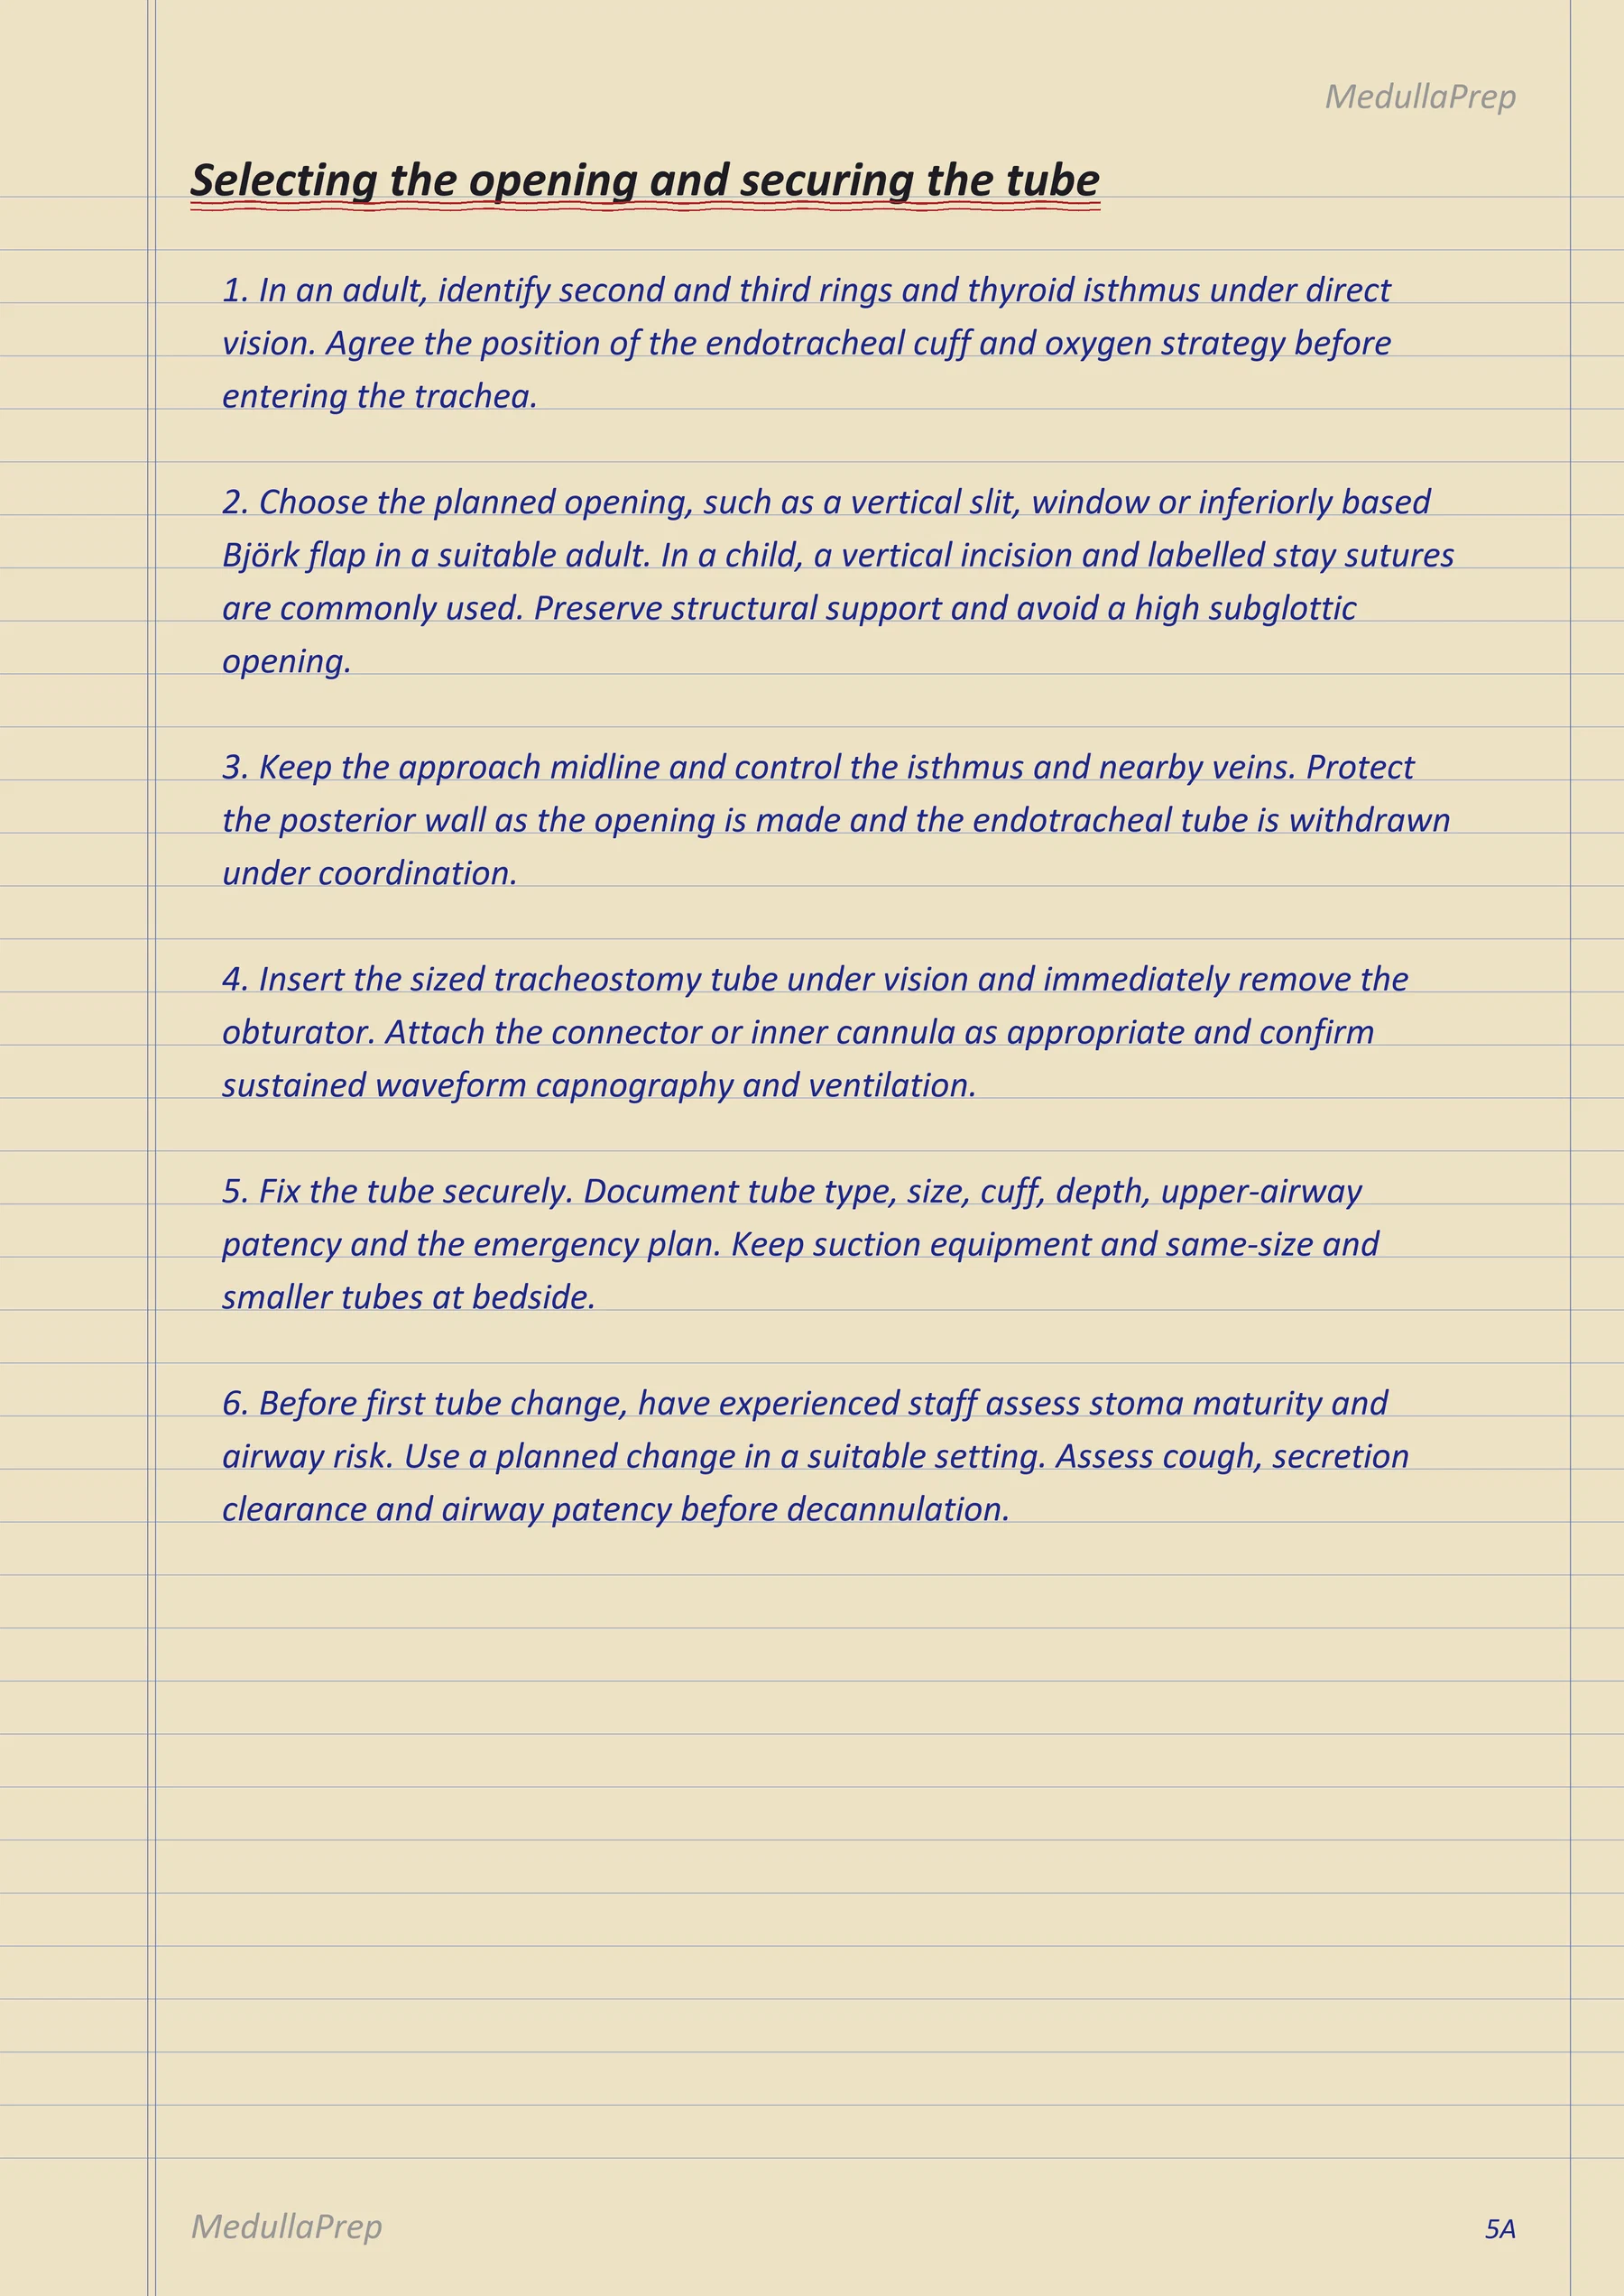 MedullaPrep
Selecting the opening and securing the tube
1. In an adult, identify second and third rings and thyroid isthmus under direct
vision. Agree the position of the endotracheal cuff and oxygen strategy before
entering the trachea.
2. Choose the planned opening, such as a vertical slit, window or inferiorly based
Björk flap in a suitable adult. In a child, a vertical incision and labelled stay sutures
are commonly used. Preserve structural support and avoid a high subglottic
opening.
3. Keep the approach midline and control the isthmus and nearby veins. Protect
the posterior wall as the opening is made and the endotracheal tube is withdrawn
under coordination.
4. Insert the sized tracheostomy tube under vision and immediately remove the
obturator. Attach the connector or inner cannula as appropriate and confirm
sustained waveform capnography and ventilation.
5. Fix the tube securely. Document tube type, size, cuff, depth, upper-airway
patency and the emergency plan. Keep suction equipment and same-size and
smaller tubes at bedside.
6. Before first tube change, have experienced staff assess stoma maturity and
airway risk. Use a planned change in a suitable setting. Assess cough, secretion
clearance and airway patency before decannulation.
MedullaPrep
5A